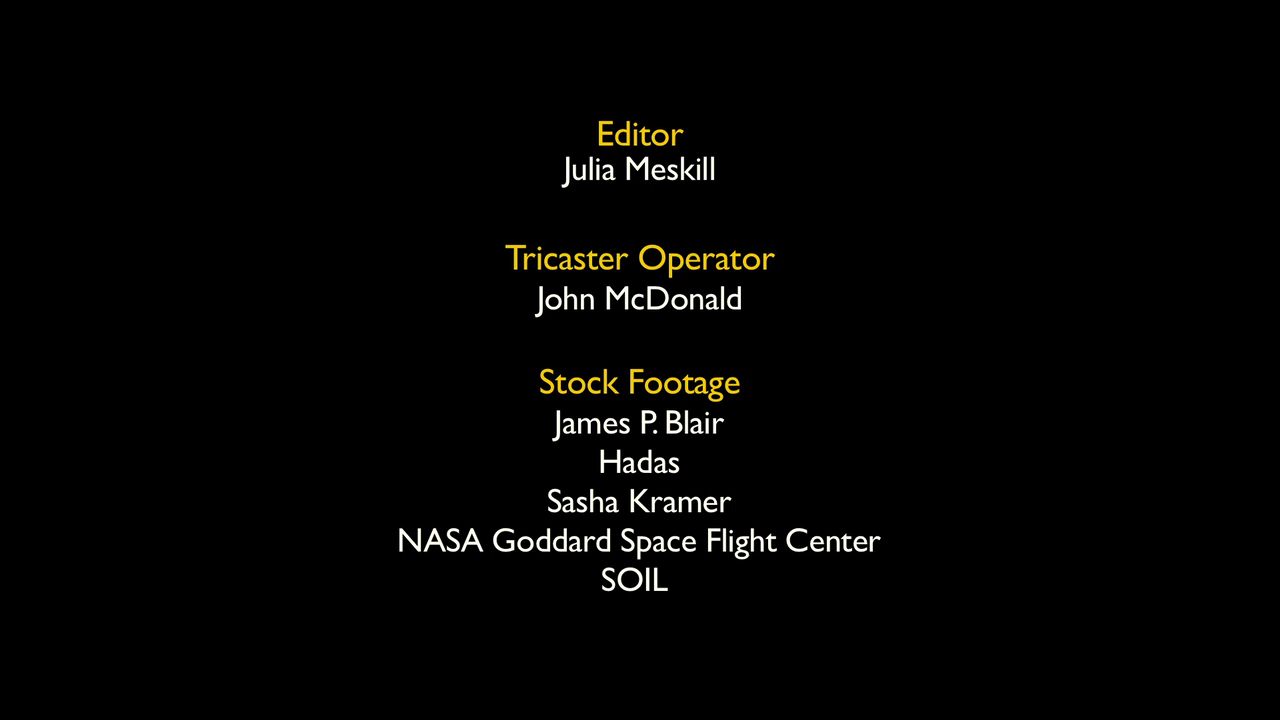 Editor
Julia Meskill
Tricaster Operator
John McDonald
Stock Footage
James P. Blair
Hadas
Sasha Kramer
NASA Goddard Space Flight Center
SOIL